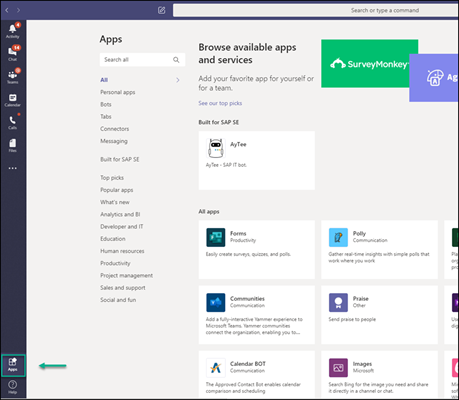 Search or type a command
Activity
4
Chat
14
Teams
Calendar
Calls
Files
Apps
Help
Apps
Search all
All
Personal apps
Bots
Tabs
Connectors
Messaging
Built for SAP SE
Top picks
Popular apps
What's new
Analytics and BI
Developer and IT
Education
Human resources
Productivity
Project management
Sales and support
Social and fun
Browse available apps
and services
Add your favorite app for yourself or
for a team.
See our top picks
SurveyMonkey
Ag
Built for SAP SE
AyTee
AyTee - SAP IT bot.
All apps
Forms
Productivity
Easily create surveys, quizzes, and polls.
Polly
Communication
Gather real-time insights with simple polls that
work where you work
Communities
Communication
Add a fully-interactive Yammer experience to
Microsoft Teams, Yammer communities
connect the organization, enabling you to...
Praise
Other
Send praise to people
Calendar BOT
Communication
The Approved Contact Bot enables calendar
comparison and scheduling.
Images
Microsoft
Search Bing for the image you need and share
it directly in a channel or chat.